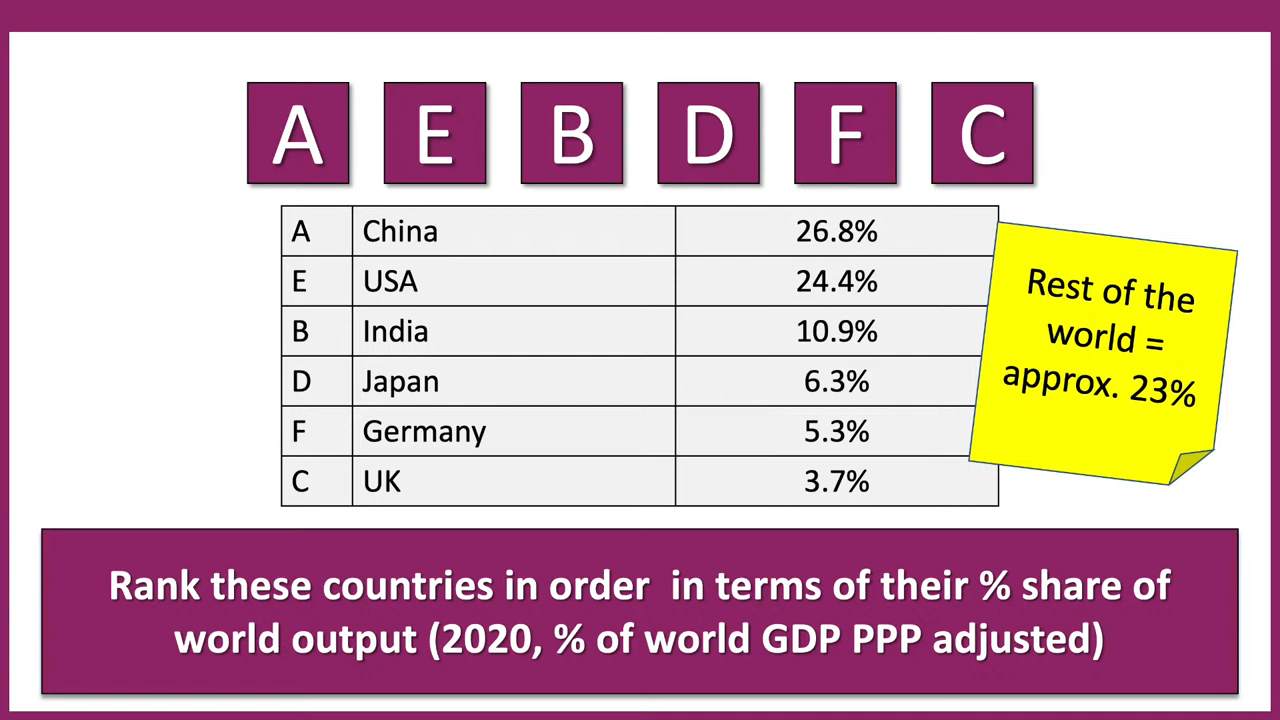 A E B D F C
A China 26.8%
E USA 24.4%
B India 10.9%
D Japan 6.3%
F Germany 5.3%
C UK 3.7%
Rest of the
world =
approx. 23%
Rank these countries in order in terms of their % share of
world output (2020, % of world GDP PPP adjusted)